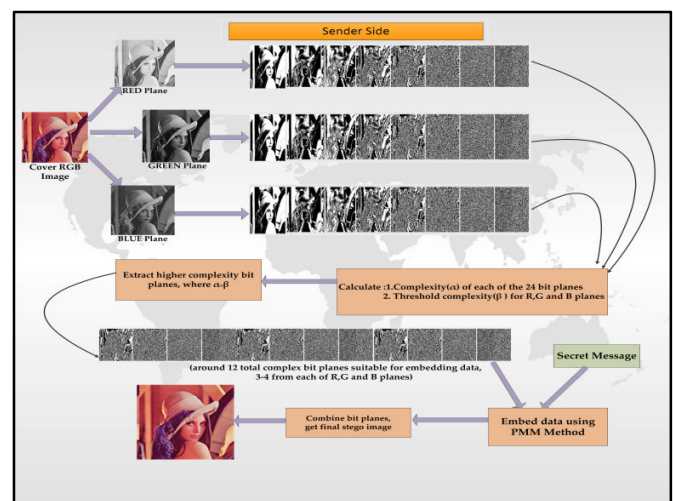 Sender Side
RED Plane
Cover RGB
Image
GREEN Plane
BLUE Plane
Extract higher complexity bit
planes, where α>β
Calculate :1.Complexity(α) of each of the 24 bit planes
2. Threshold complexity(β ) for R,G and B planes
(around 12 total complex bit planes suitable for embedding data,
3-4 from each of R,G and B planes)
Secret Message
Combine bit planes,
get final stego image
Embed data using
PMM Method